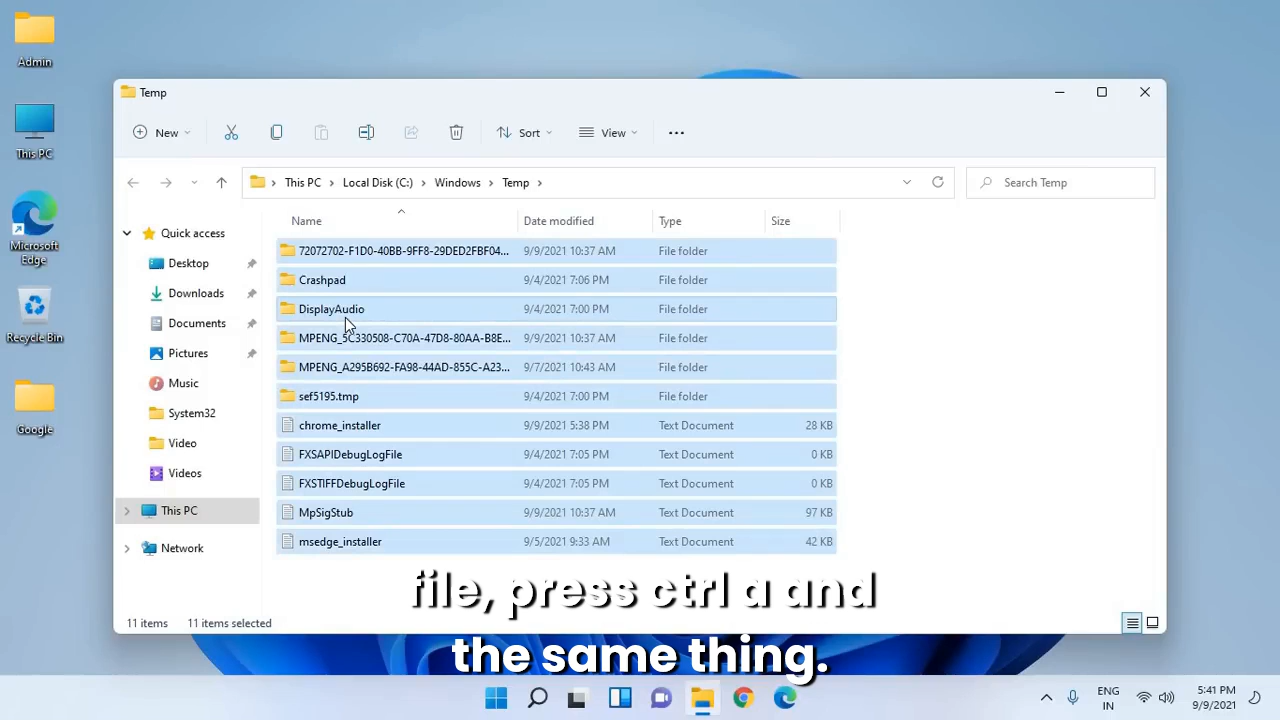 Admin
This PC
Microsoft
Edge
Recycle Bin
Google
Temp
New
Sort
View
This PC
Local Disk (C:)
Windows
Temp
Search Temp
Quick access
Desktop
Downloads
Documents
Pictures
Music
System32
Video
Videos
This PC
Network
Name Date modified Type Size
72072702-F1D0-40BB-9FF8-29DED2FBF04... 9/9/2021 10:37 AM File folder
Crashpad 9/4/2021 7:06 PM File folder
DisplayAudio 9/4/2021 7:00 PM File folder
MPENG_5C330508-C70A-47D8-80AA-B8E... 9/9/2021 10:37 AM File folder
MPENG_A295B692-FA98-44AD-855C-A23... 9/7/2021 10:43 AM File folder
sef5195.tmp 9/4/2021 7:00 PM File folder
chrome_installer 9/9/2021 5:38 PM Text Document 28 KB
FXSAPIDebugLogFile 9/4/2021 7:05 PM Text Document 0 KB
FXSTIFFDebugLogFile 9/4/2021 7:05 PM Text Document 0 KB
MpSigStub 9/9/2021 10:37 AM Text Document 97 KB
msedge_installer 9/5/2021 9:33 AM Text Document 42 KB
file, press ctrl a and
the same thing.
11 items 11 items selected
ENG
IN
5:41 PM
9/9/2021